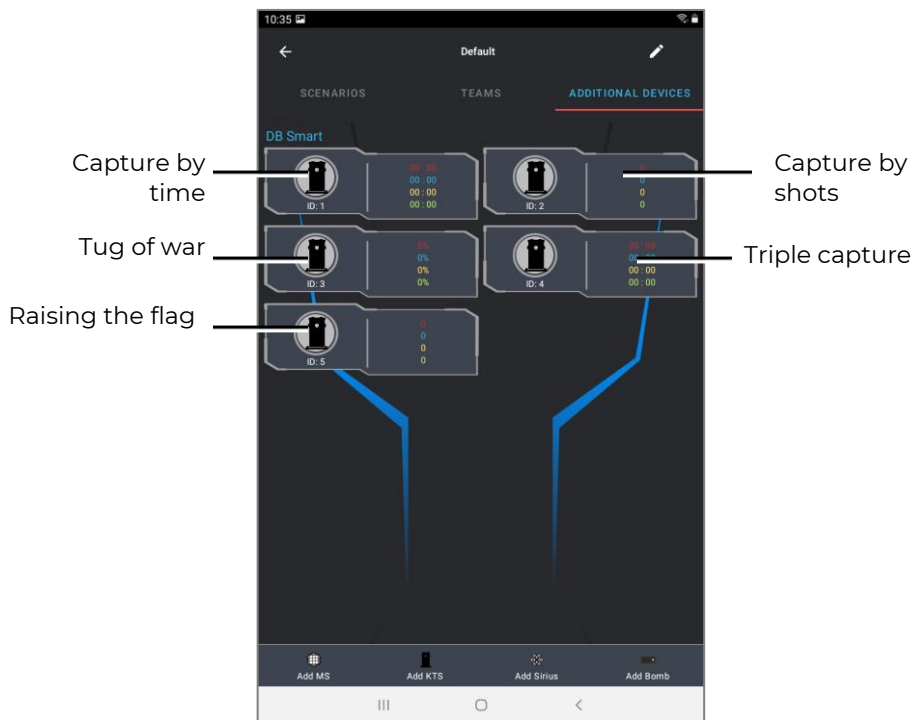 10:35
Default
SCENARIOS TEAMS ADDITIONAL DEVICES
DB Smart
Capture by
time
ID: 1
00 : 00
00 : 00
00 : 00
00 : 00
Capture by
shots
ID: 2
0
0
0
0
Tug of war
ID: 3
0%
0%
0%
0%
Triple capture
ID: 4
00 : 00
00 : 00
00 : 00
00 : 00
Raising the flag
ID: 5
0
0
0
0
Add MS Add KTS Add Sirius Add Bomb